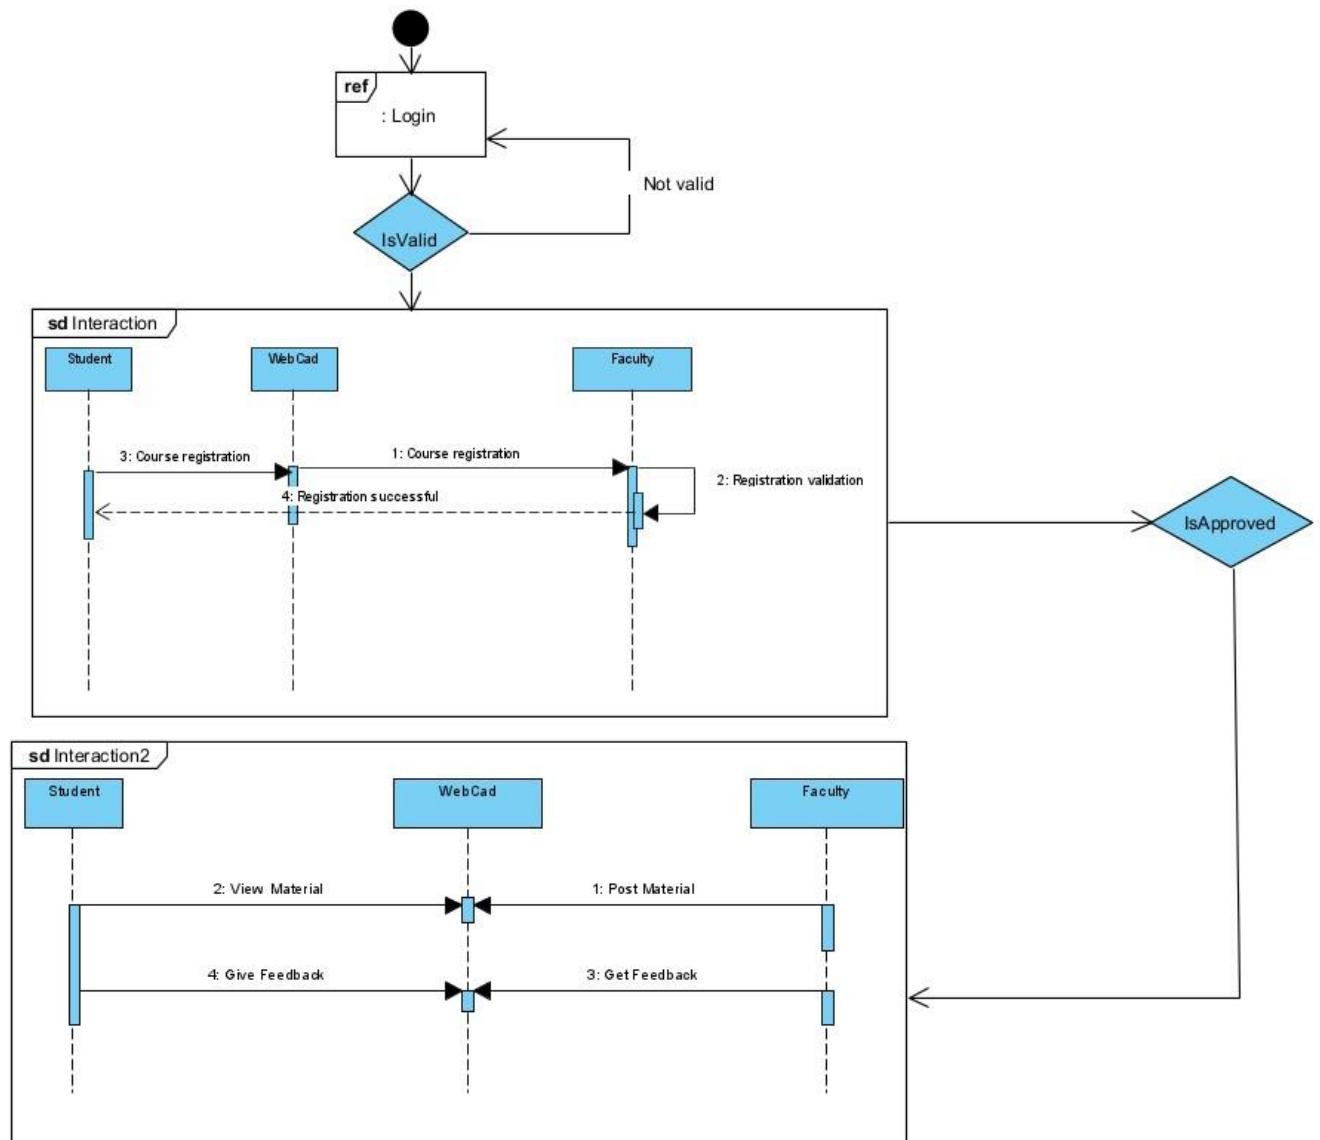 ref
: Login
Not valid
IsValid
sd Interaction
Student
WebCad
Faculty
3: Course registration
1: Course registration
2: Registration validation
4: Registration successful
IsApproved
sd Interaction2
Student
WebCad
Faculty
2: View Material
1: Post Material
4: Give Feedback
3: Get Feedback